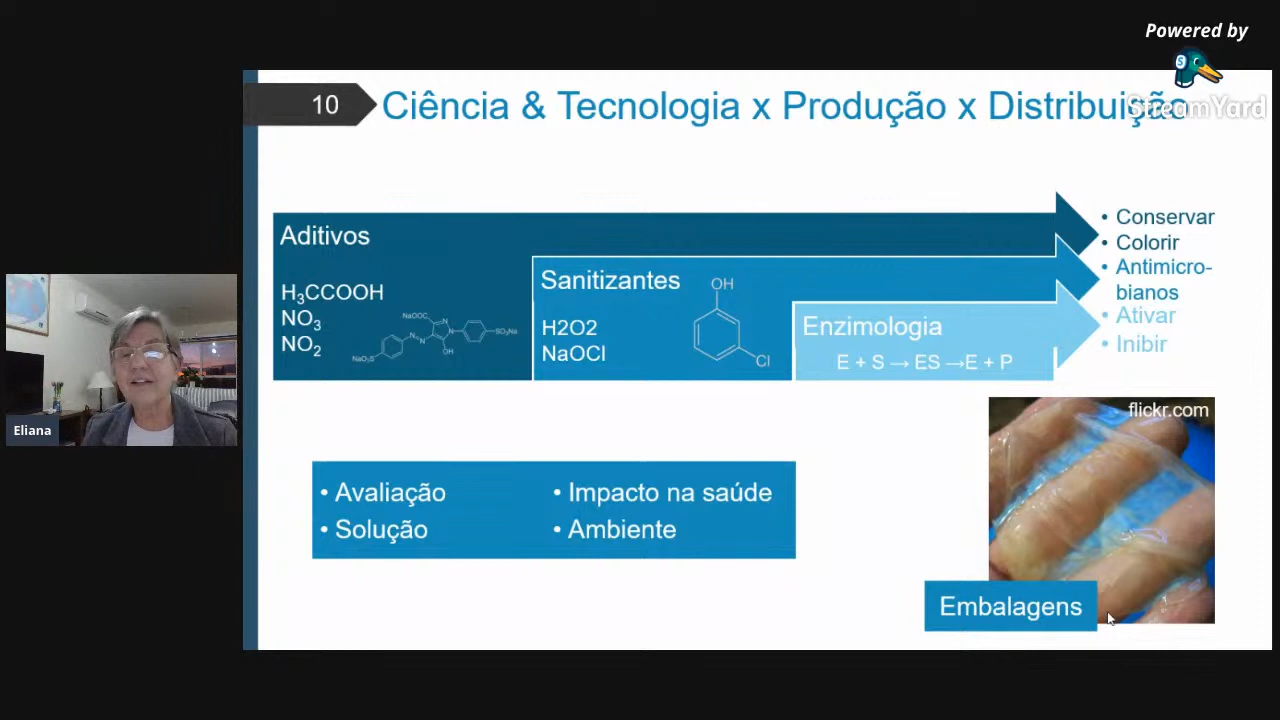 Powered by
StreamYard
10
Ciência & Tecnologia x Produção x Distribuição
Aditivos
H₃CCOOH
NO₃
NO₂
NaOOC
N
N
N
N
OH
SO₃Na
NaO₃S
Sanitizantes
H2O2
NaOCl
OH
Cl
Enzimologia
E + S → ES →E + P
• Conservar
• Colorir
• Antimicro-
bianos
• Ativar
• Inibir
Eliana
• Avaliação
• Solução
• Impacto na saúde
• Ambiente
flickr.com
Embalagens